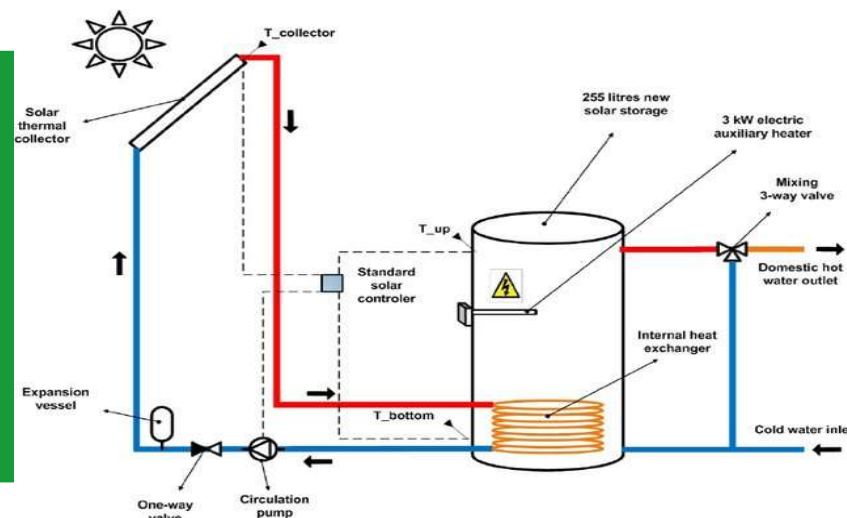 T_collector
Solar
thermal
collector
255 litres new
solar storage
3 kW electric
auxiliary heater
Mixing
3-way valve
T_up
Standard
solar
controler
Domestic hot
water outlet
Internal heat
exchanger
Expansion
vessel
T_bottom
Cold water inle
One-way
valve
Circulation
pump